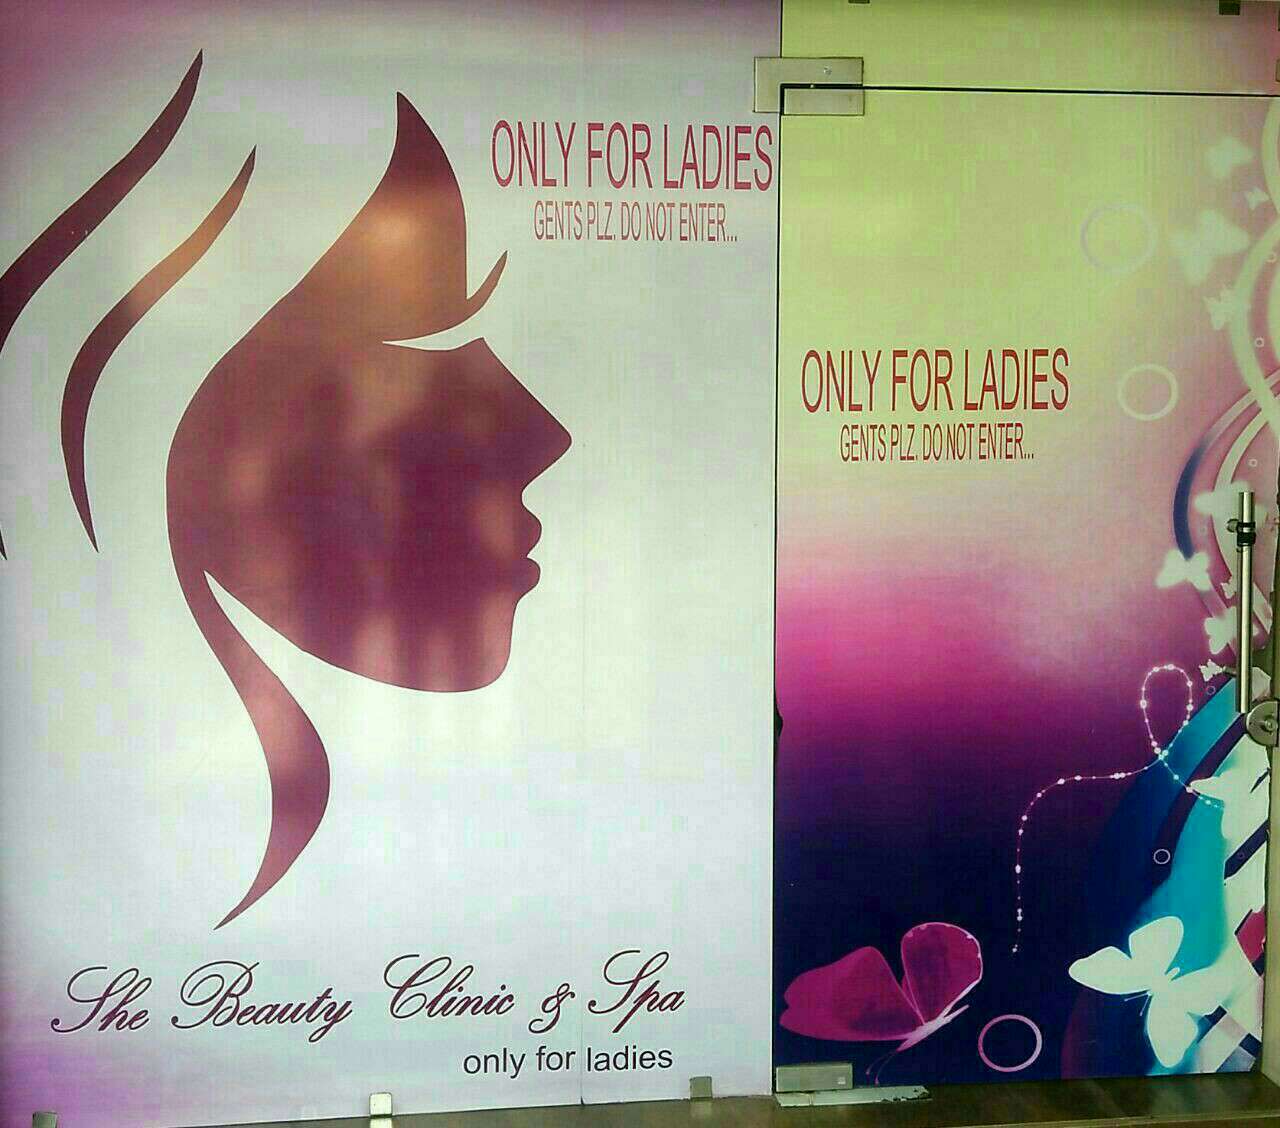 ONLY FOR LADIES
GENTS PLZ. DO NOT ENTER...
ONLY FOR LADIES
GENTS PLZ. DO NOT ENTER...
She Beauty Clinic & Spa
only for ladies